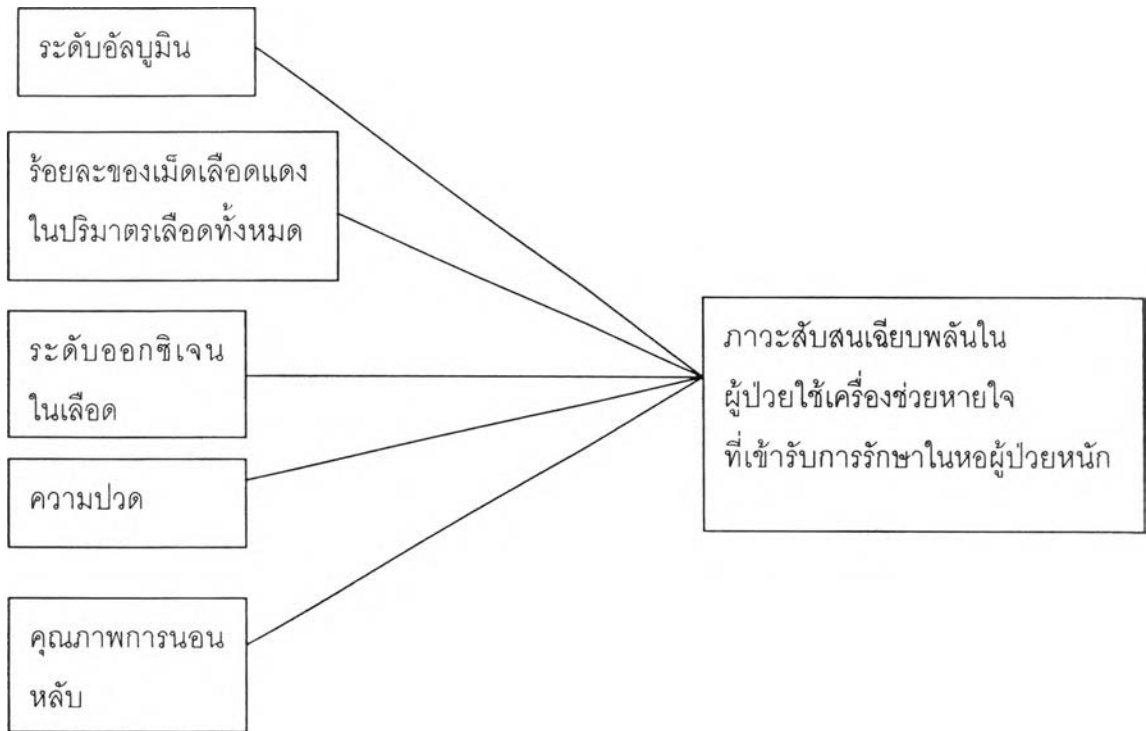 ระดับอัลบูมิน
ร้อยละของเม็ดเลือดแดง
ในปริมาตรเลือดทั้งหมด
ระดับออกซิเจน
ในเลือด
ความปวด
คุณภาพการนอน
หลับ
ภาวะสับสนเฉียบพลันใน
ผู้ป่วยใช้เครื่องช่วยหายใจ
ที่เข้ารับการรักษาในหอผู้ป่วยหนัก